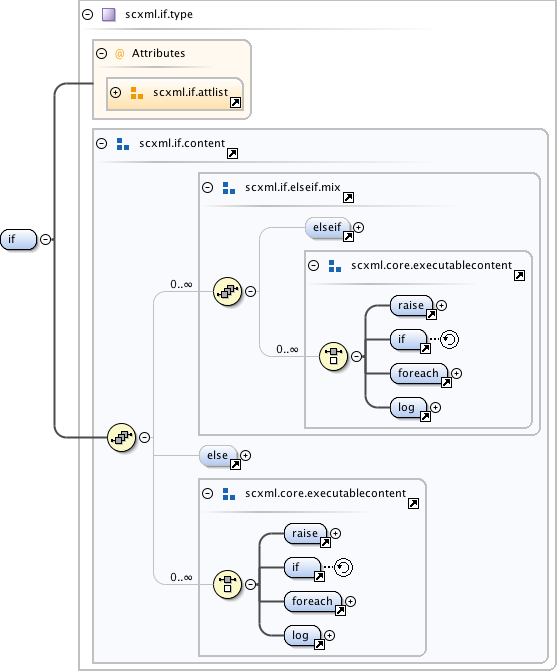 scxml.if.type
@ Attributes
scxml.if.attlist
scxml.if.content
scxml.if.elseif.mix
elseif
if
scxml.core.executablecontent
0..∞
raise
if
0..∞
foreach
log
else
scxml.core.executablecontent
raise
if
0..∞
foreach
log